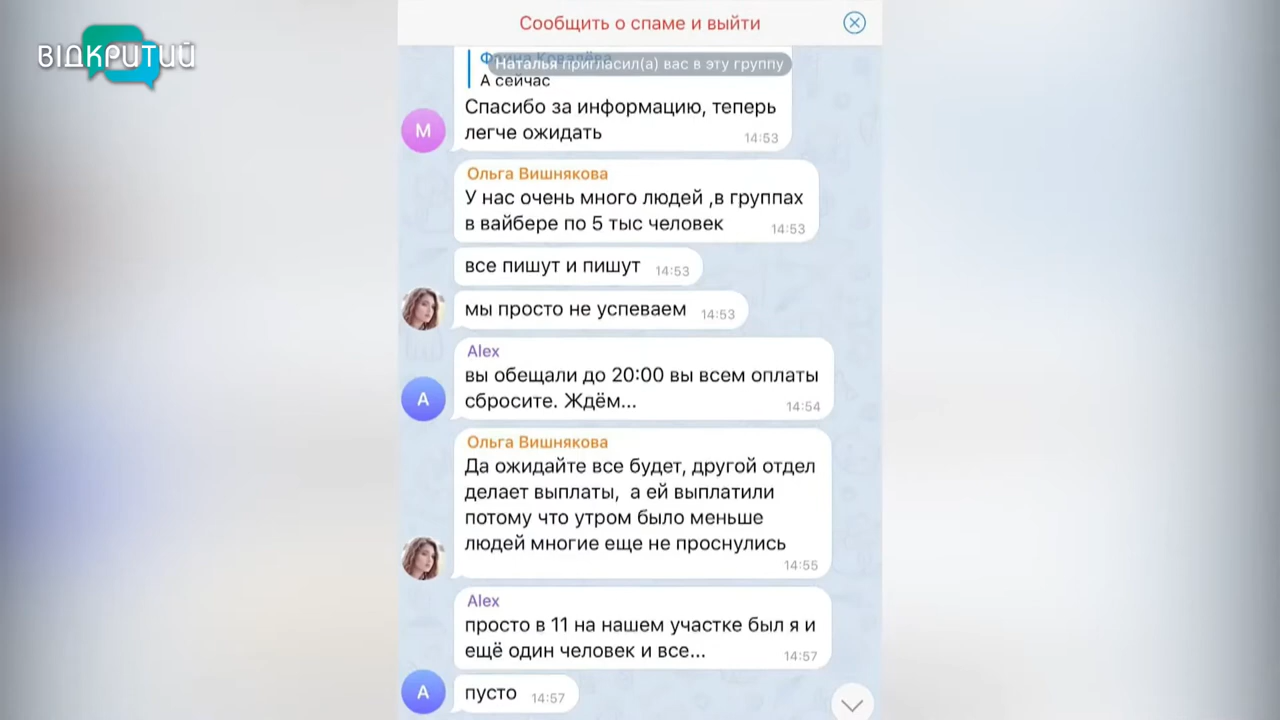 ВІДКРИТИЙ
Сообщить о спаме и выйти
Наталья пригласил(а) вас в эту группу
А сейчас
Спасибо за информацию, теперь
легче ожидать
14:53
М
Ольга Вишнякова
У нас очень много людей ,в группах
в вайбере по 5 тыс человек
14:53
все пишут и пишут 14:53
мы просто не успеваем 14:53
Alex
вы обещали до 20:00 вы всем оплаты
сбросите. Ждём...
14:54
А
Ольга Вишнякова
Да ожидайте все будет, другой отдел
делает выплаты,  а ей выплатили
потому что утром было меньше
людей многие еще не проснулись
14:55
Alex
просто в 11 на нашем участке был я и
ещё один человек и все...
14:57
А
пусто 14:57